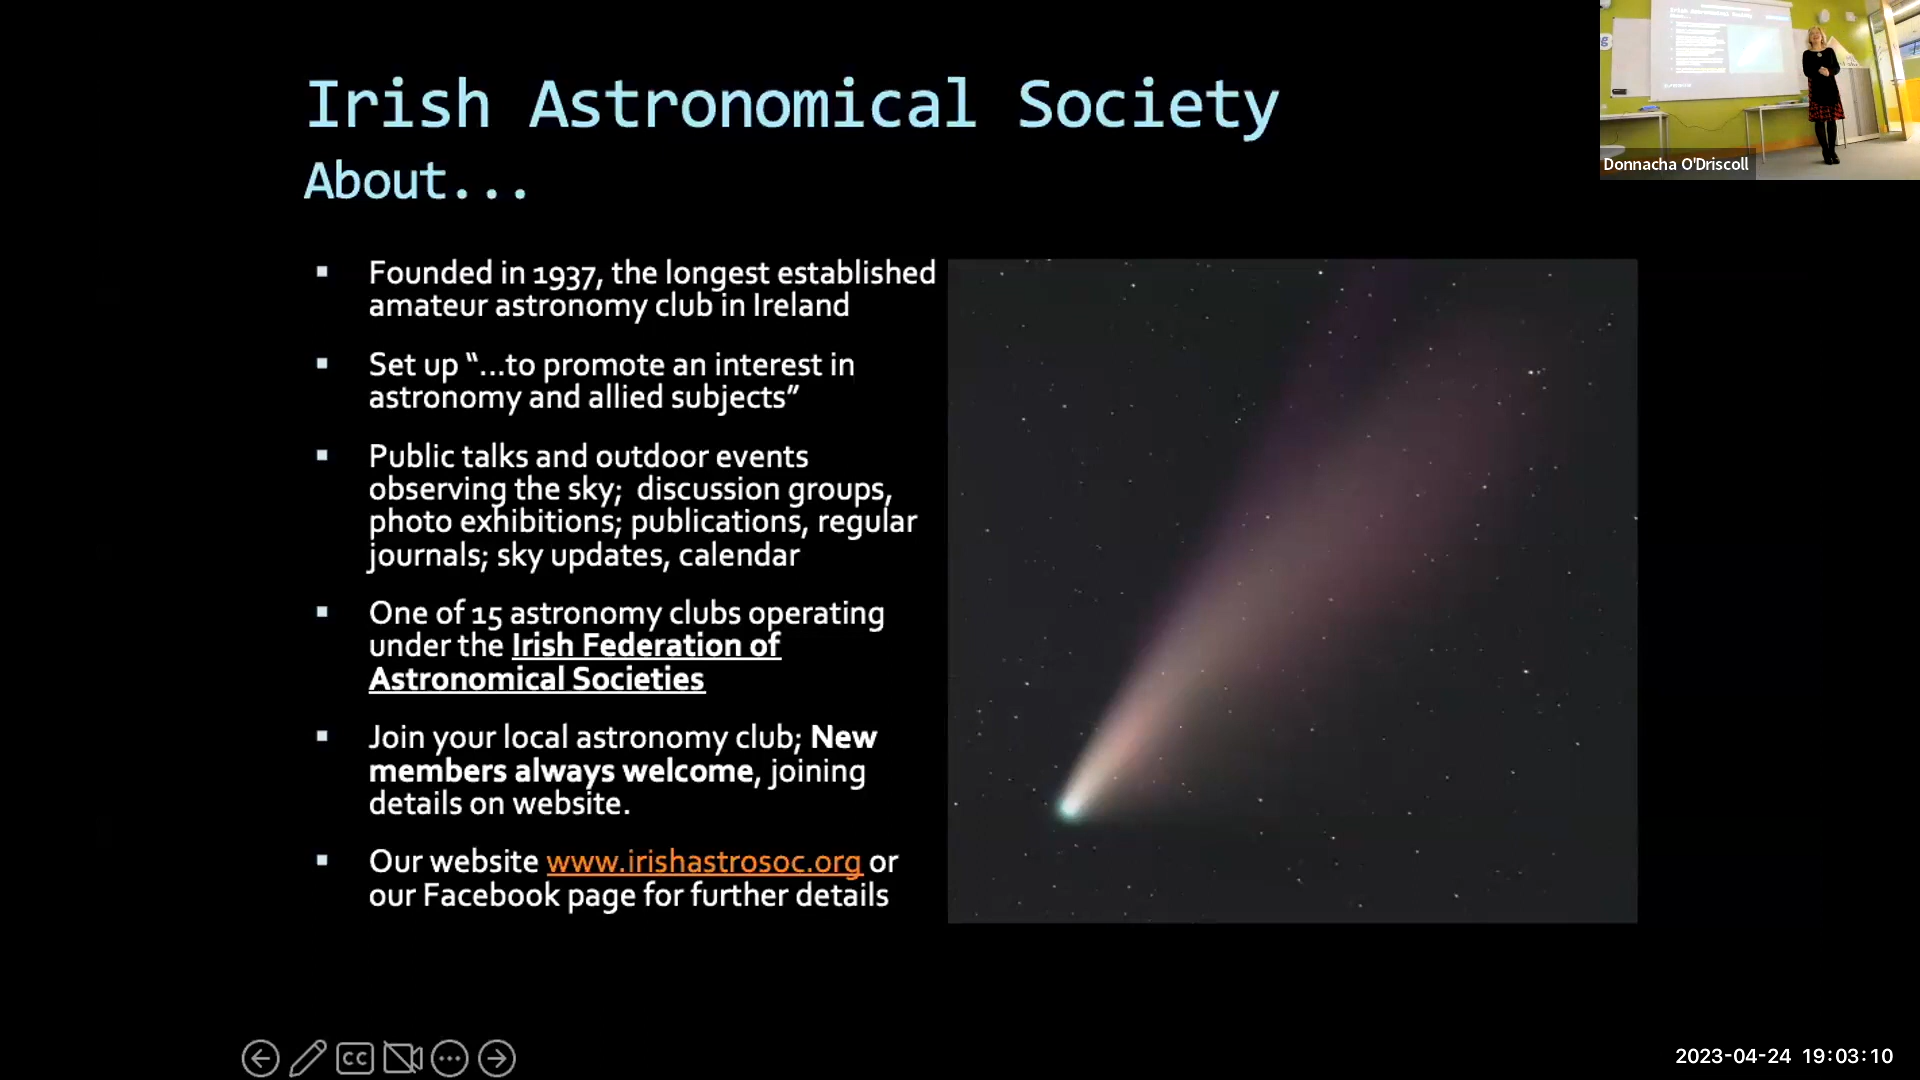 Irish Astronomical Society
About...
Founded in 1937, the longest established
amateur astronomy club in Ireland
Set up “...to promote an interest in
astronomy and allied subjects”
Public talks and outdoor events
observing the sky;  discussion groups,
photo exhibitions; publications, regular
journals; sky updates, calendar
One of 15 astronomy clubs operating
under the Irish Federation of
Astronomical Societies
Join your local astronomy club; New
members always welcome, joining
details on website.
Our website www.irishastrosoc.org or
our Facebook page for further details
Donnacha O'Driscoll
CC
2023-04-24 19:03:10